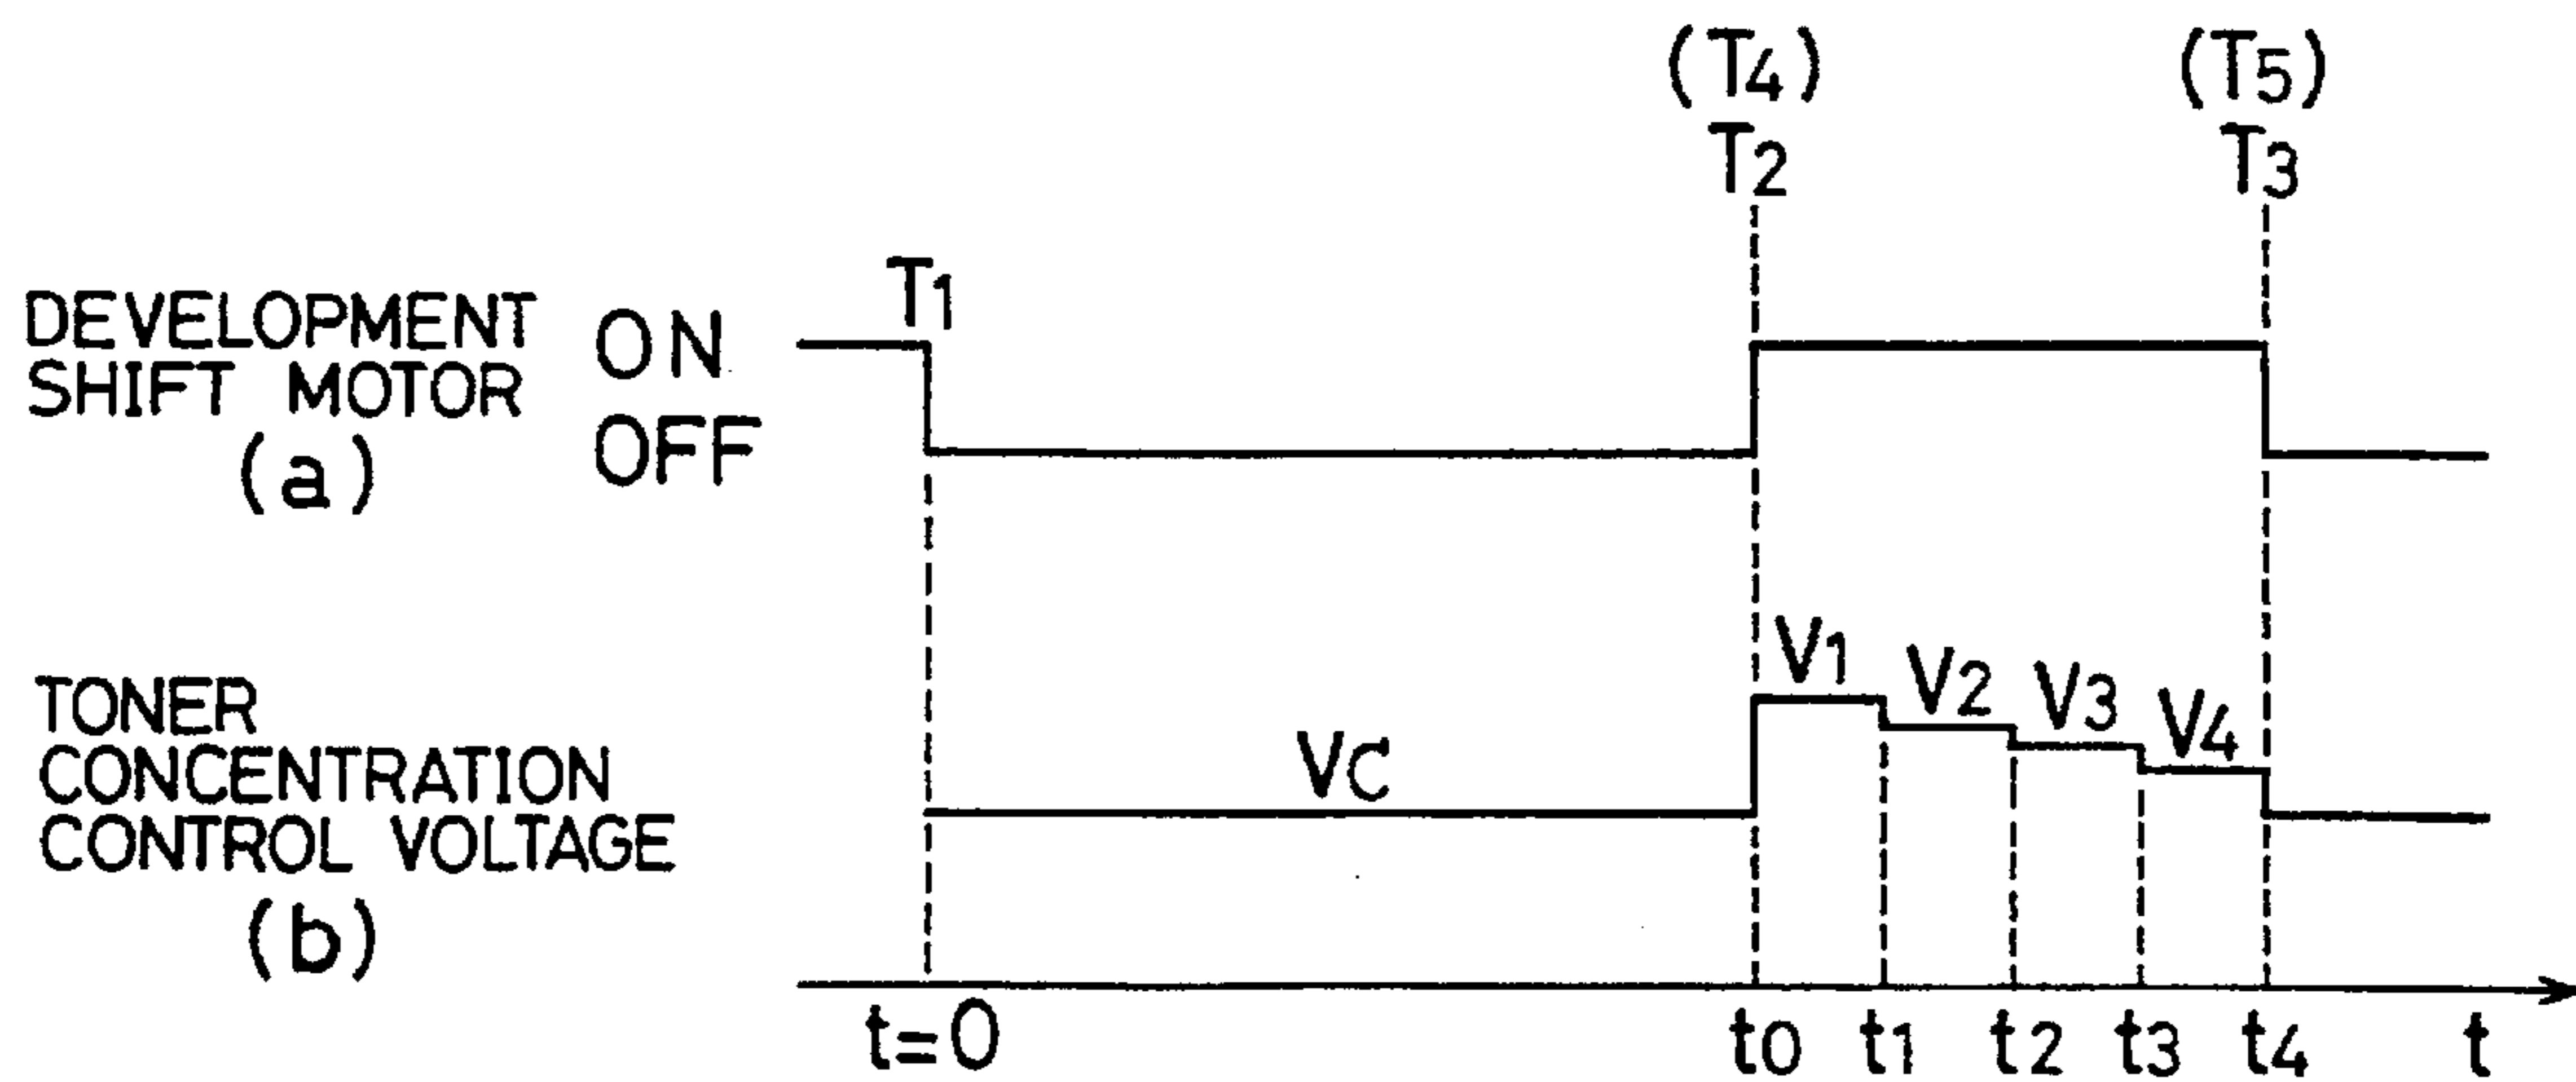 (T4) (T5)
T2 T3
T1
DEVELOPMENT ON
SHIFT MOTOR
(a) OFF
V1 V2 V3 V4
TONER
CONCENTRATION VC
CONTROL VOLTAGE
(b)
t=0 t0 t1 t2 t3 t4 t